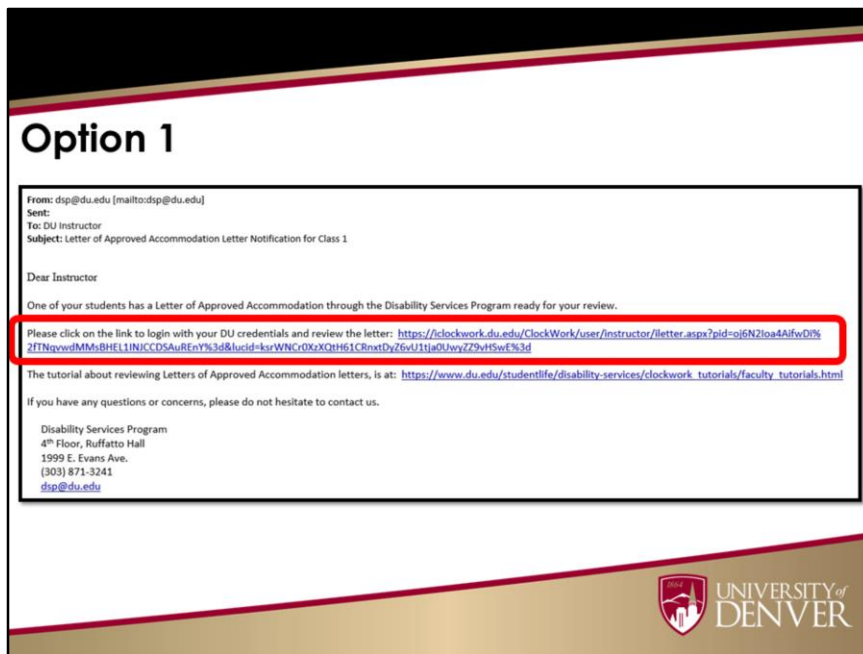 Option 1
From: dsp@du.edu [mailto:dsp@du.edu]
Sent:
To: DU Instructor
Subject: Letter of Approved Accommodation Letter Notification for Class 1
Dear Instructor
One of your students has a Letter of Approved Accommodation through the Disability Services Program ready for your review.
Please click on the link to login with your DU credentials and review the letter: https://iclockwork.du.edu/ClockWork/user/instructor/iletter.aspx?pid=oj6N2Ioa4AifwDi%
2fTNqvwdMMsBHEL1INJCCDSAuREnY%3d&lucid=ksrWNCr0XzXQtH61CRnxtDyZ6vU1tja0UwyZZ9vHSwE%3d
The tutorial about reviewing Letters of Approved Accommodation letters, is at: https://www.du.edu/studentlife/disability-services/clockwork_tutorials/faculty_tutorials.html
If you have any questions or concerns, please do not hesitate to contact us.
Disability Services Program
4th Floor, Ruffatto Hall
1999 E. Evans Ave.
(303) 871-3241
dsp@du.edu
1864
UNIVERSITY of
DENVER